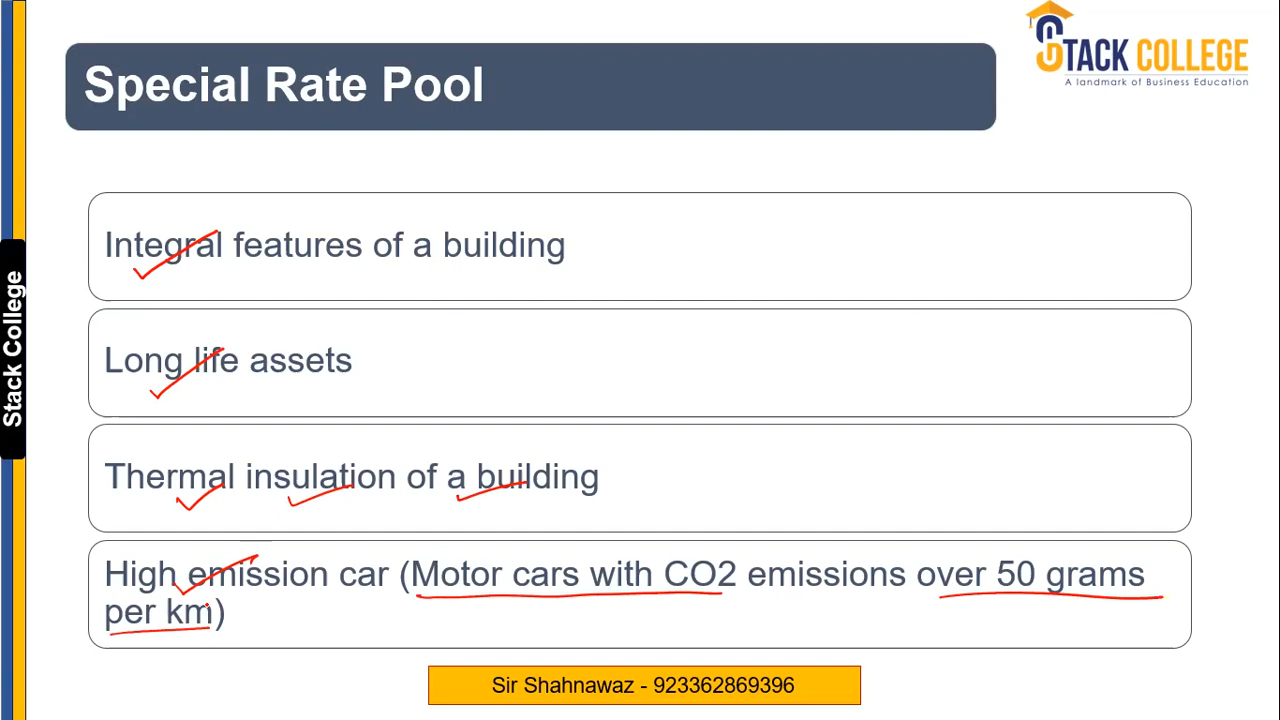 STACK COLLEGE
A landmark of Business Education
Special Rate Pool
Integral features of a building
Long life assets
Thermal insulation of a building
High emission car (Motor cars with CO2 emissions over 50 grams
per km)
Stack College
Sir Shahnawaz - 923362869396